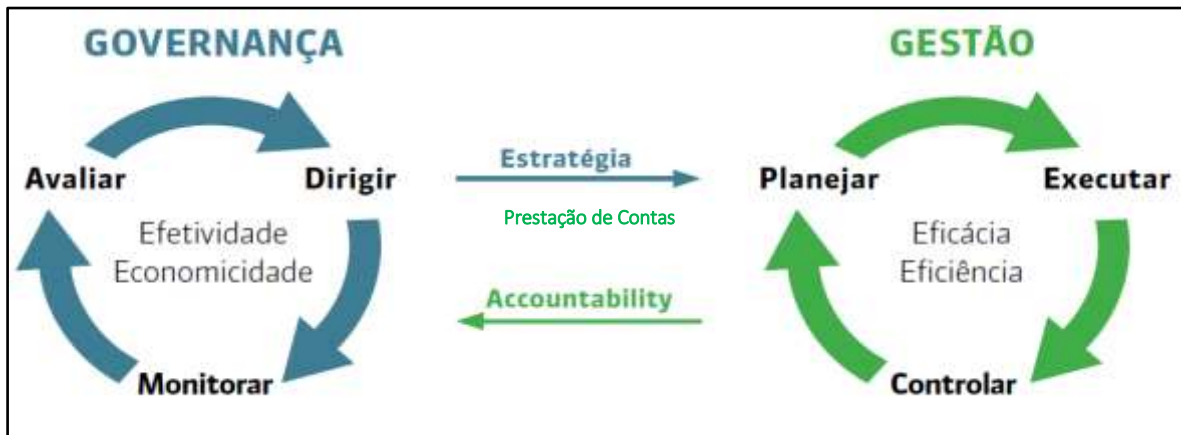 GOVERNANÇA
Avaliar
Dirigir
Efetividade
Economicidade
Monitorar
Estratégia
Prestação de Contas
Accountability
GESTÃO
Planejar
Executar
Eficácia
Eficiência
Controlar